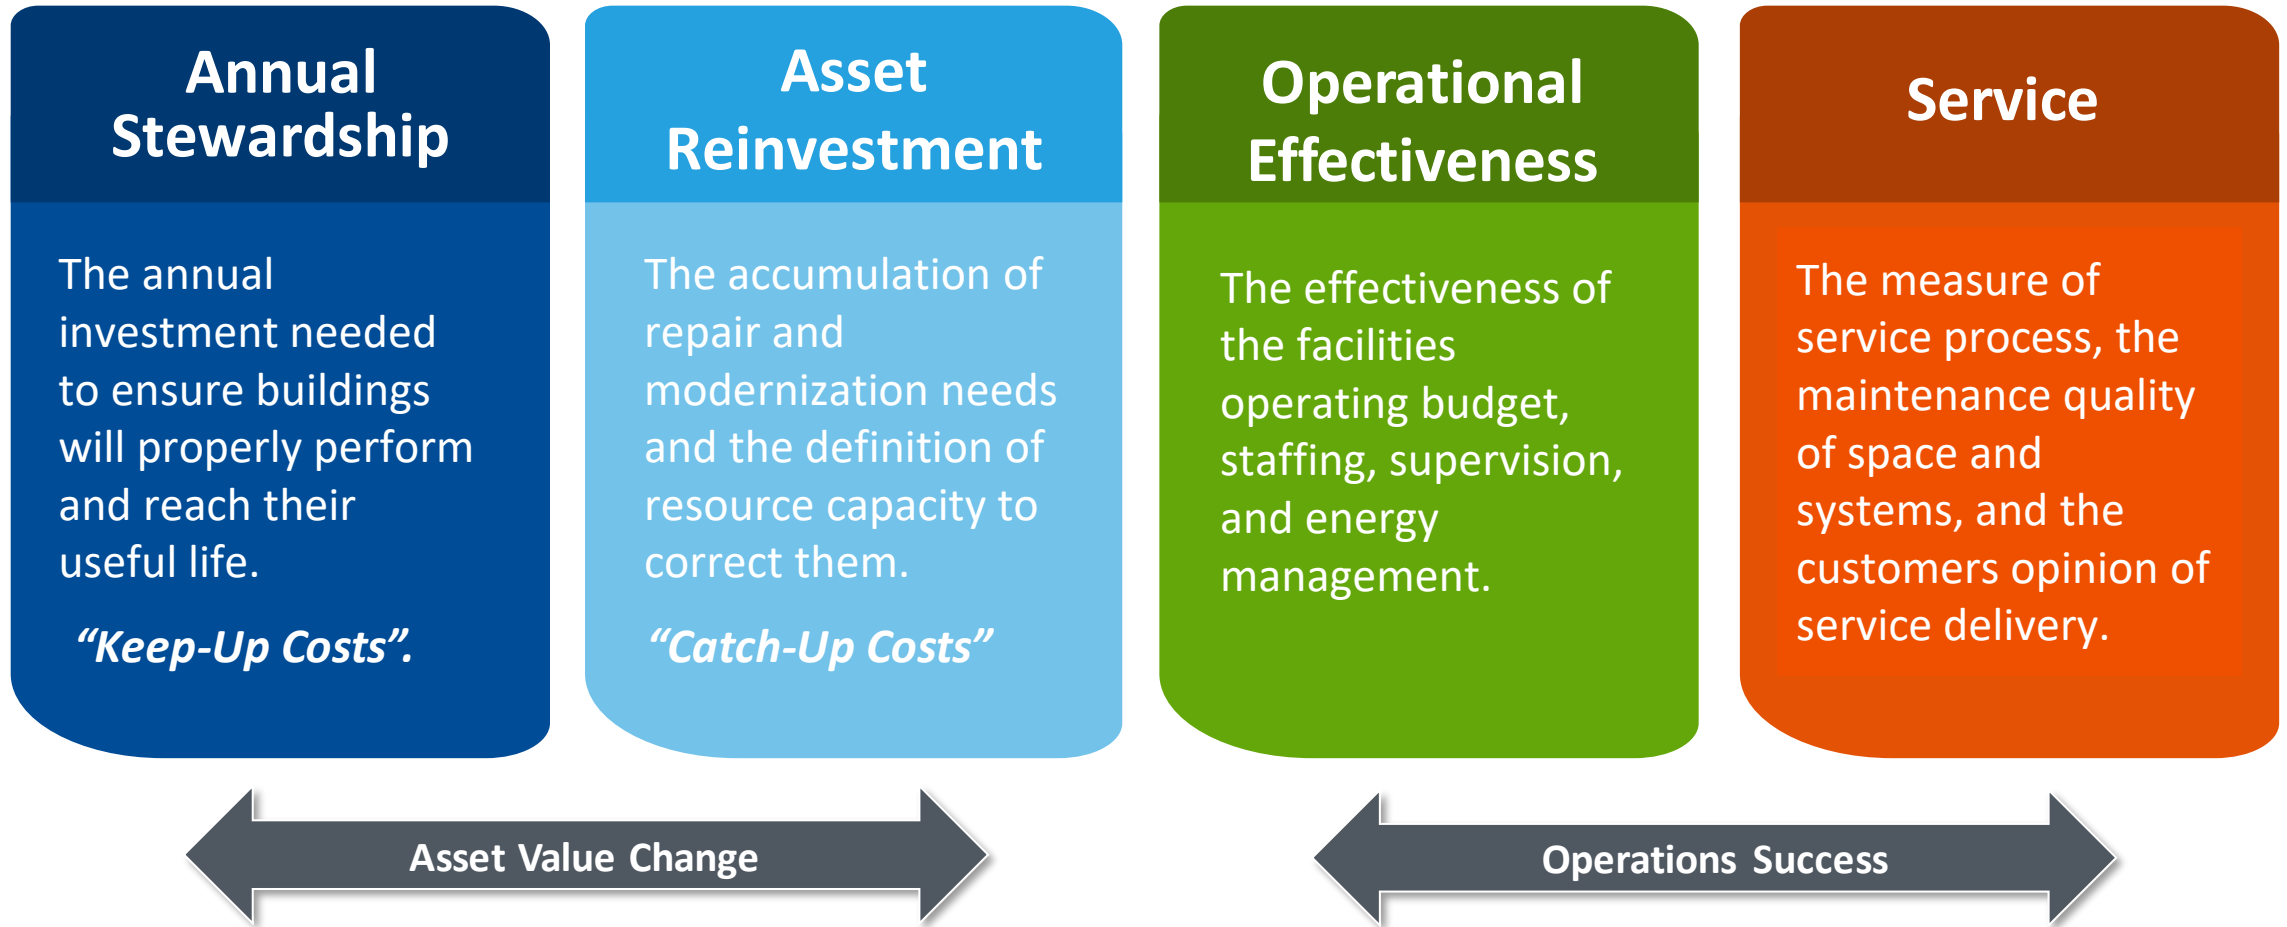 Annual
Stewardship
The annual
investment needed
to ensure buildings
will properly perform
and reach their
useful life.
“Keep-Up Costs”.
Asset
Reinvestment
The accumulation of
repair and
modernization needs
and the definition of
resource capacity to
correct them.
“Catch-Up Costs”
Operational
Effectiveness
The effectiveness of
the facilities
operating budget,
staffing, supervision,
and energy
management.
Service
The measure of
service process, the
maintenance quality
of space and
systems, and the
customers opinion of
service delivery.
Asset Value Change
Operations Success